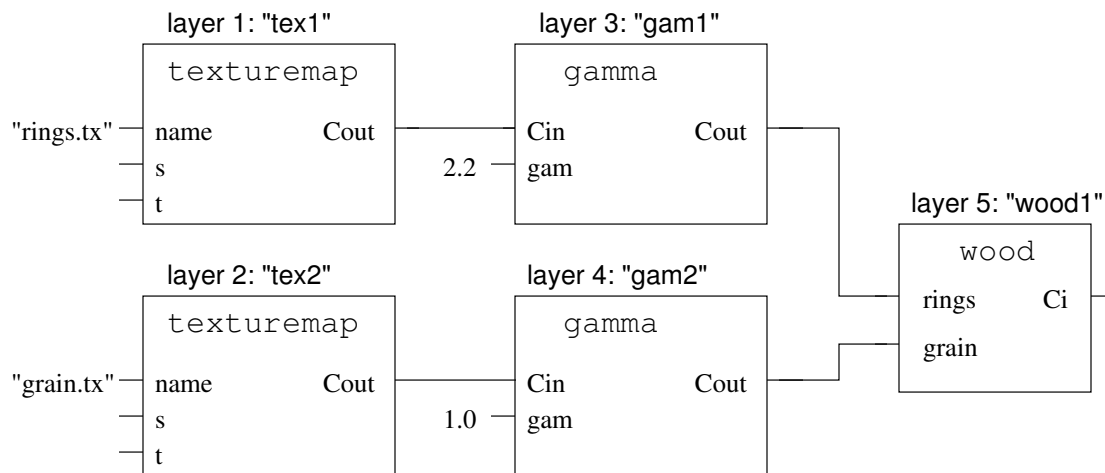 layer 1: "tex1"
texturemap
"rings.tx"
name
Cout
s
t
layer 3: "gam1"
gamma
Cin
Cout
2.2
gam
layer 2: "tex2"
texturemap
"grain.tx"
name
Cout
s
t
layer 4: "gam2"
gamma
Cin
Cout
1.0
gam
layer 5: "wood1"
wood
rings
Ci
grain